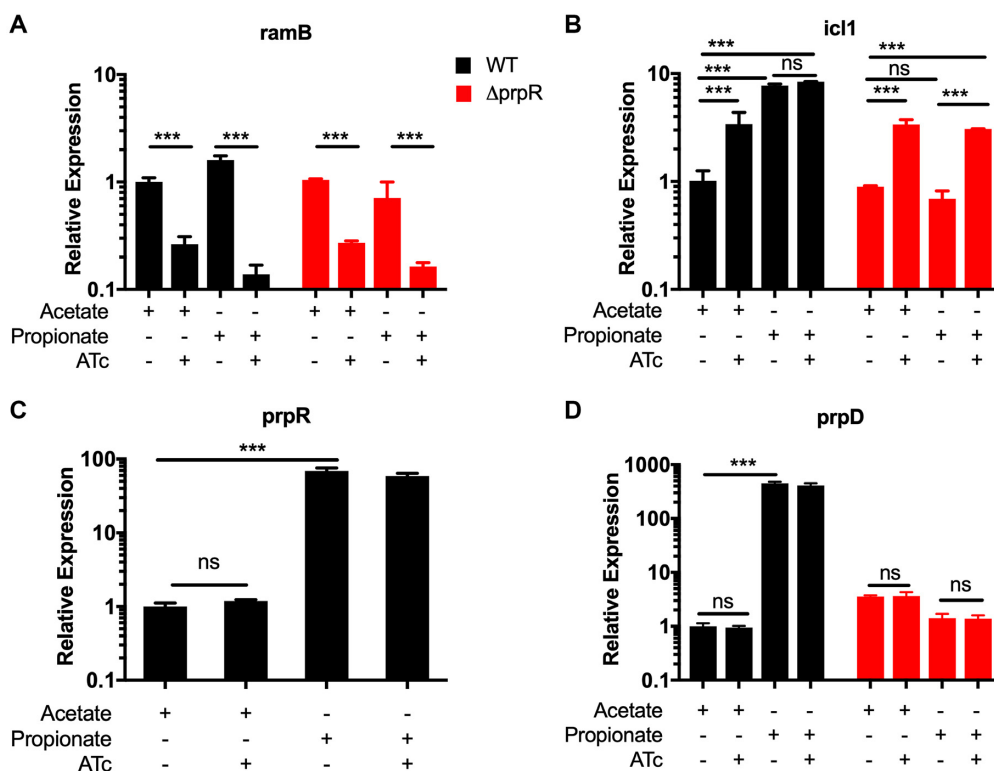 A
ramB
WT
ΔprpR
Relative Expression
10
1
0.1
*** *** *** ***
Acetate + + - - + + - -
Propionate - - + + - - + +
ATc - + - + - + - +
B
icl1
Relative Expression
10
1
0.1
***
*** ns
***
***
ns
*** ***
Acetate + + - - + + - -
Propionate - - + + - - + +
ATc - + - + - + - +
C
prpR
Relative Expression
100
10
1
0.1
***
ns
Acetate + + - -
Propionate - - + +
ATc - + - +
D
prpD
Relative Expression
1000
100
10
1
0.1
***
ns
ns
ns
Acetate + + - - + + - -
Propionate - - + + - - + +
ATc - + - + - + - +